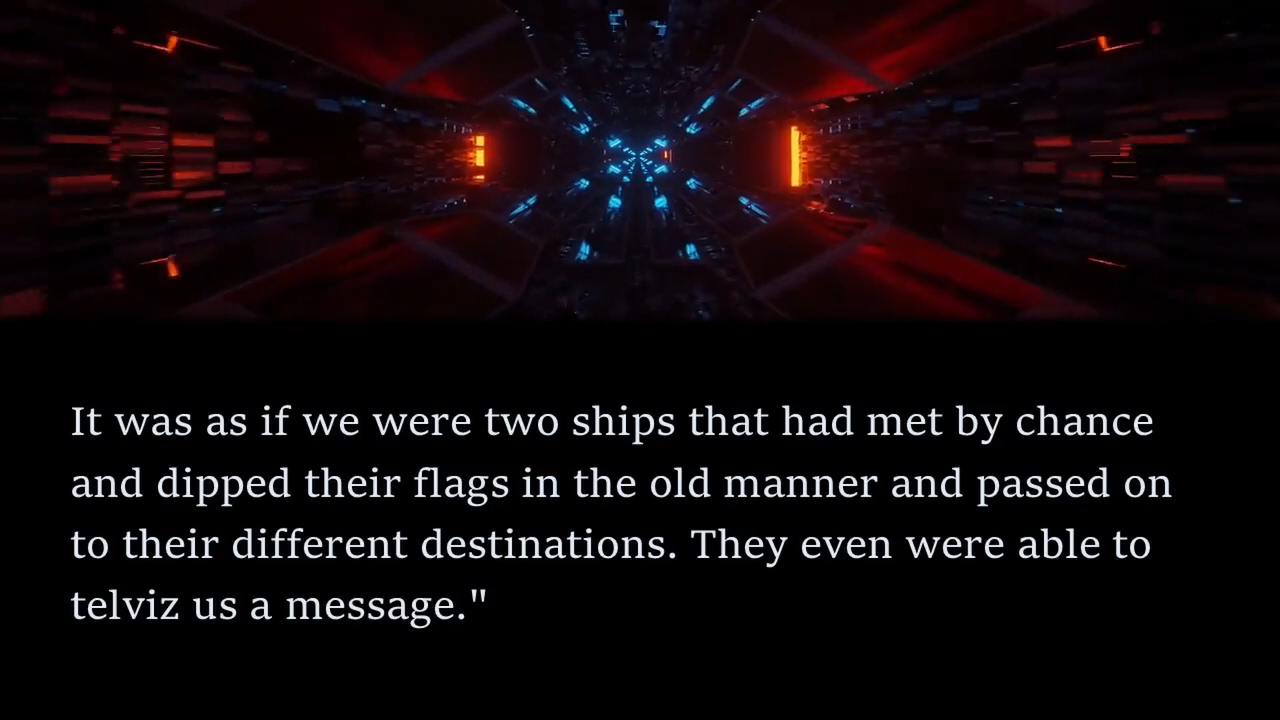 It was as if we were two ships that had met by chance
and dipped their flags in the old manner and passed on
to their different destinations. They even were able to
telviz us a message."